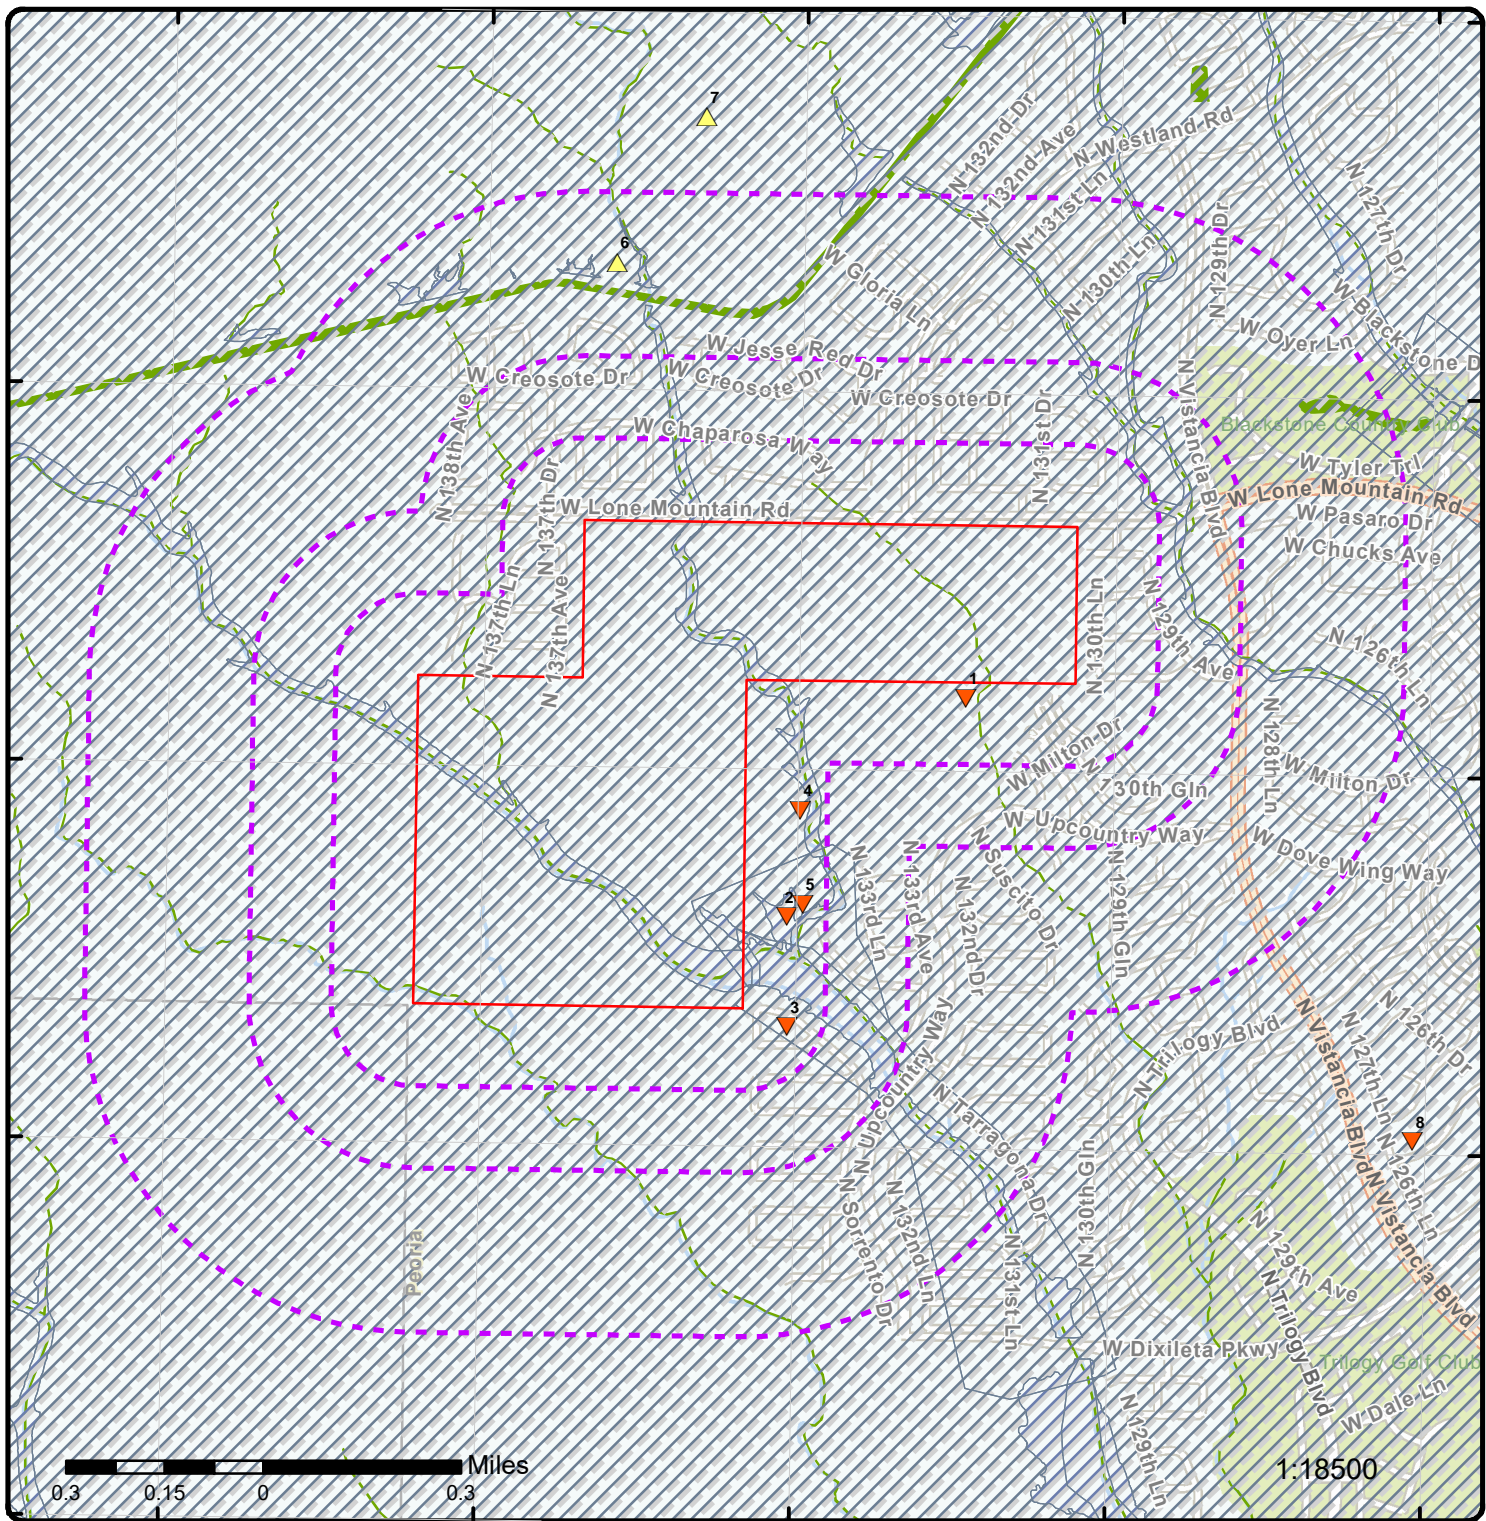 7
N 132nd Dr
N 132nd Ave
N Westland Rd
N 131st Ln
N 127th Dr
6
W Gloria Ln
N 130th Ln
N 129th Dr
W Blackstone D
W Oyer Ln
W Jesse Red Dr
W Creosote Dr
W Creosote Dr
W Creosote Dr
N Vistancia Blvd
Blackstone Country Club
N 138th Ave
W Chaparosa Way
N 131st Dr
W Tyler Trl
N 137th Dr
W Lone Mountain Rd
W Lone Mountain Rd
W Pasaro Dr
W Chucks Ave
N 137th Ln
N 137th Ave
N 130th Ln
N 129th Ave
N 126th Ln
1
N 128th Ln
W Milton Dr
N 130th Gln
W Milton Dr
4
W Upcountry Way
W Dove Wing Way
N Suscito Dr
N 133rd Ln
N 133rd Ave
N 132nd Dr
N 129th Gln
5
2
3
N Upcountry Way
N Trilogy Blvd
N Vistancia Blvd
N 127th Ln
N 126th Dr
N Tarragona Dr
8
N 126th Ln
N 130th Gln
N Sorrento Dr
N 132nd Ln
N 131st Ln
Peoria
N 129th Ave
N Vistancia Blvd
N Trilogy Blvd
W Dixileta Pkwy
Trilogy Golf Club
W Dale Ln
N 129th Ln
Miles
0.3 0.15 0 0.3
1:18500